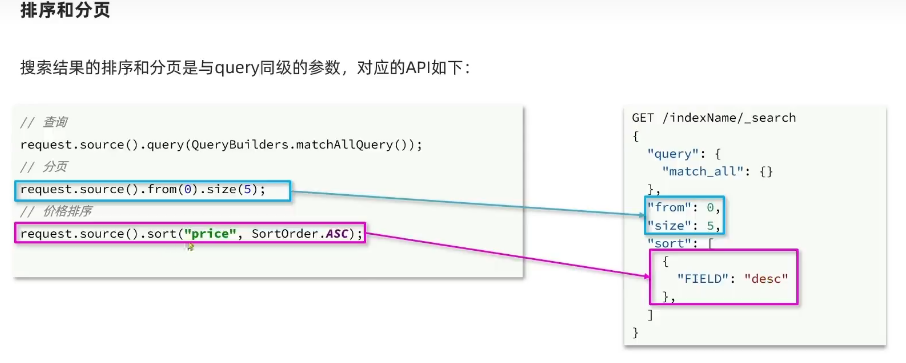 排序和分页
搜索结果的排序和分页是与query同级的参数，对应的API如下：
// 查询
request.source().query(QueryBuilders.matchAllQuery());
// 分页
request.source().from(0).size(5);
// 价格排序
request.source().sort("price", SortOrder.ASC);
GET /indexName/_search
{
  "query": {
    "match_all": {}
  },
  "from": 0,
  "size": 5,
  "sort": [
    {
      "FIELD": "desc"
    },
  ]
}